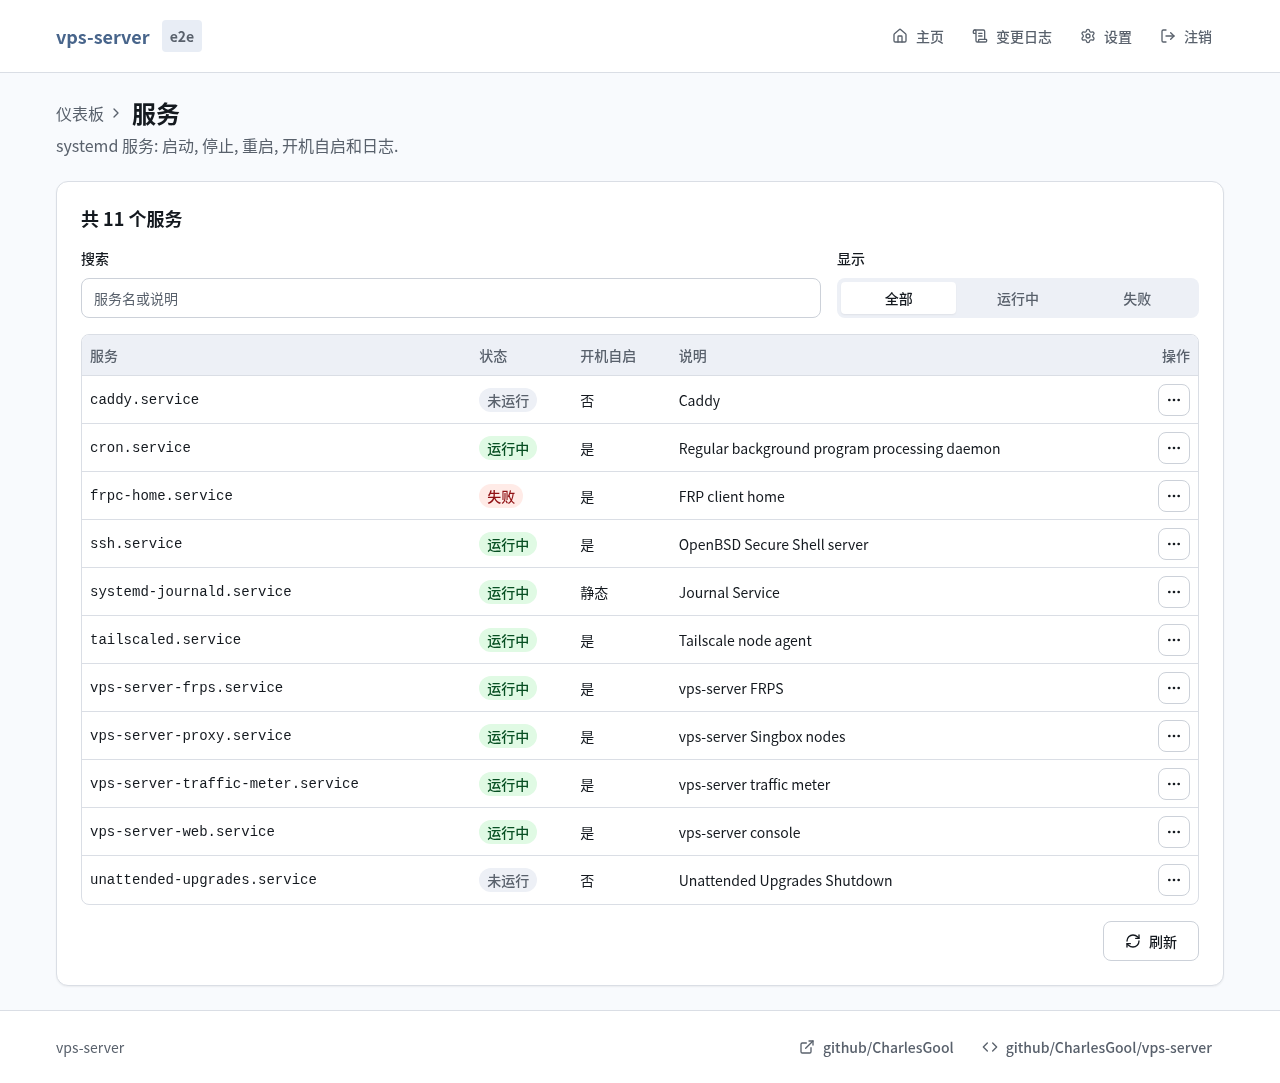 vps-server e2e 主页 变更日志 设置 注销
仪表板 服务
systemd 服务: 启动, 停止, 重启, 开机自启和日志.
共 11 个服务
搜索 显示
服务名或说明 全部 运行中 失败
服务 状态 开机自启 说明 操作
caddy.service 未运行 否 Caddy
cron.service 运行中 是 Regular background program processing daemon
frpc-home.service 失败 是 FRP client home
ssh.service 运行中 是 OpenBSD Secure Shell server
systemd-journald.service 运行中 静态 Journal Service
tailscaled.service 运行中 是 Tailscale node agent
vps-server-frps.service 运行中 是 vps-server FRPS
vps-server-proxy.service 运行中 是 vps-server Singbox nodes
vps-server-traffic-meter.service 运行中 是 vps-server traffic meter
vps-server-web.service 运行中 是 vps-server console
unattended-upgrades.service 未运行 否 Unattended Upgrades Shutdown
刷新
vps-server github/CharlesGool github/CharlesGool/vps-server